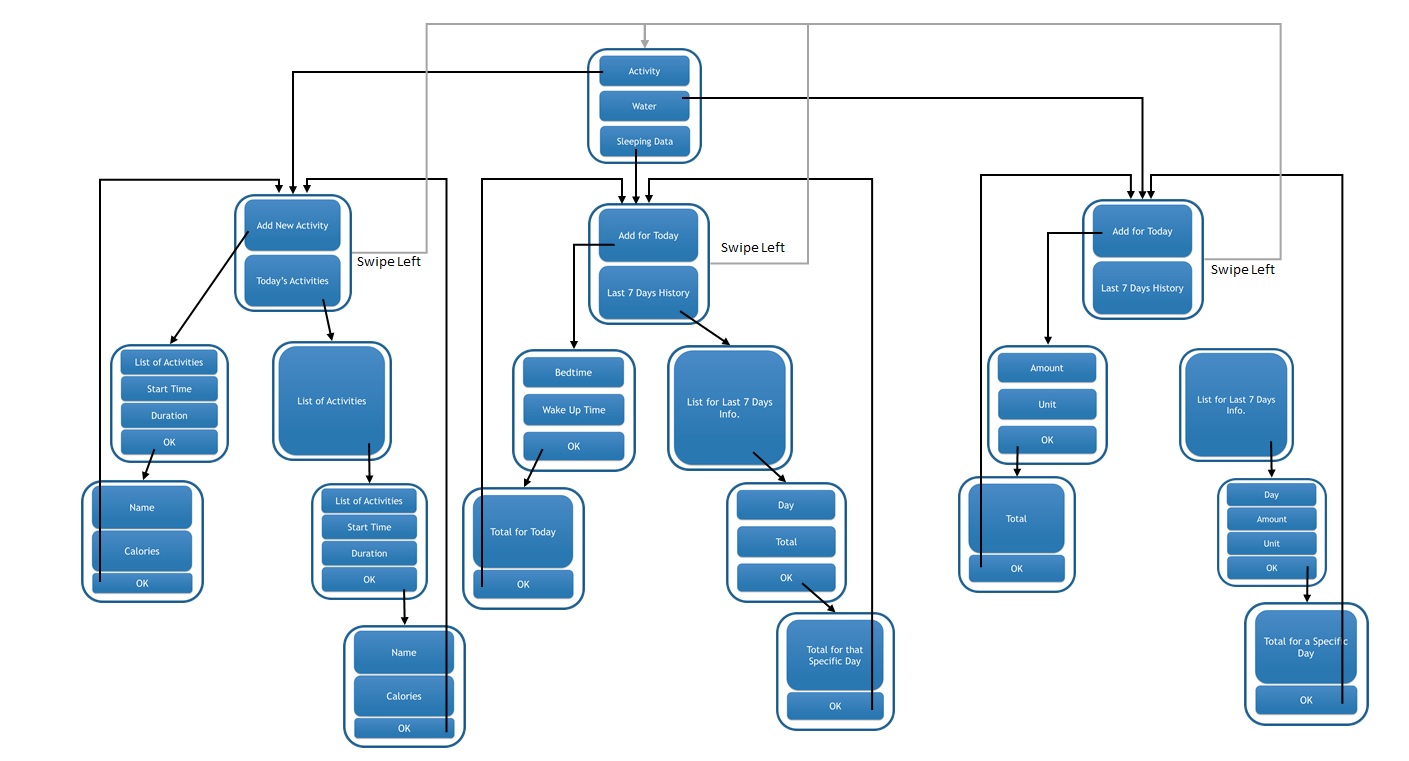 Activity
Water
Sleeping Data
Add New Activity
Today's Activities
Swipe Left
List of Activities
Start Time
Duration
OK
Name
Calories
OK
List of Activities
List of Activities
Start Time
Duration
OK
Name
Calories
OK
Add for Today
Last 7 Days History
Swipe Left
Bedtime
Wake Up Time
OK
Total for Today
OK
List for Last 7 Days
Info.
Day
Total
OK
Total for that
Specific Day
OK
Add for Today
Last 7 Days History
Swipe Left
Amount
Unit
OK
Total
OK
List for Last 7 Days
Info.
Day
Amount
Unit
OK
Total for a Specific
Day
OK